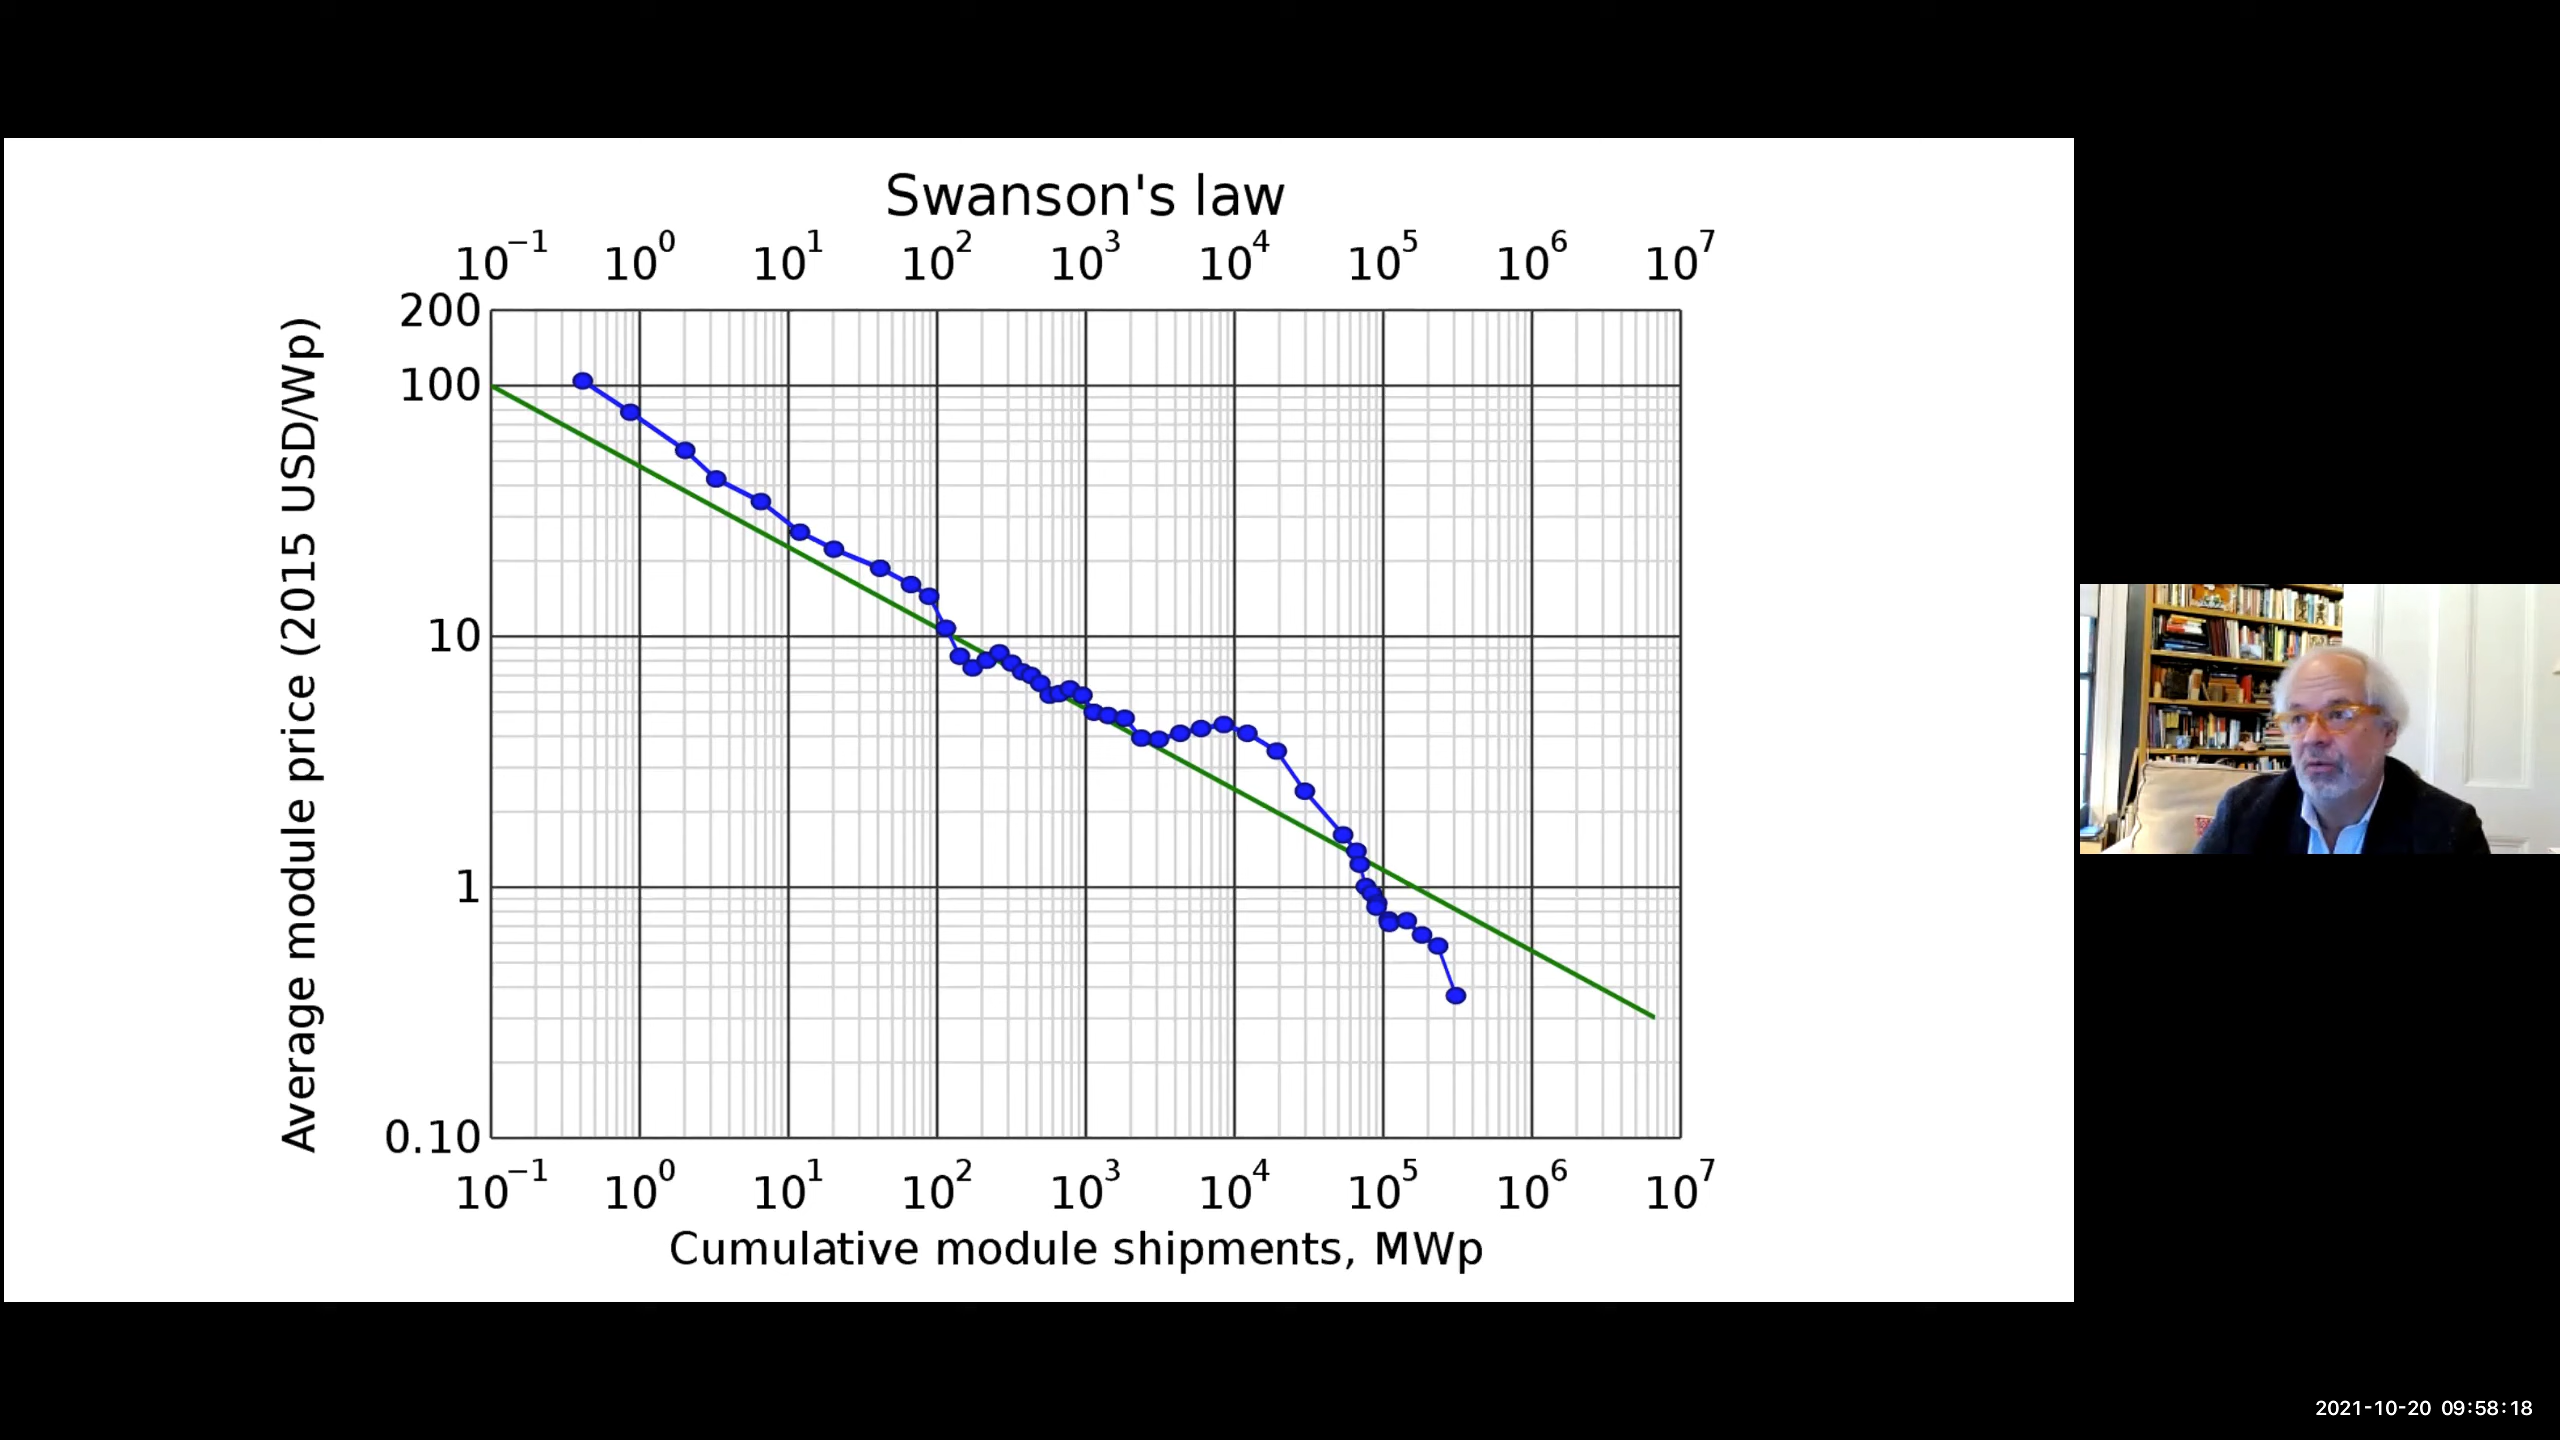 Swanson's law
10⁻¹ 10⁰ 10¹ 10² 10³ 10⁴ 10⁵ 10⁶ 10⁷
200
100
10
1
0.10
Average module price (2015 USD/Wp)
10⁻¹ 10⁰ 10¹ 10² 10³ 10⁴ 10⁵ 10⁶ 10⁷
Cumulative module shipments, MWp
2021-10-20 09:58:18